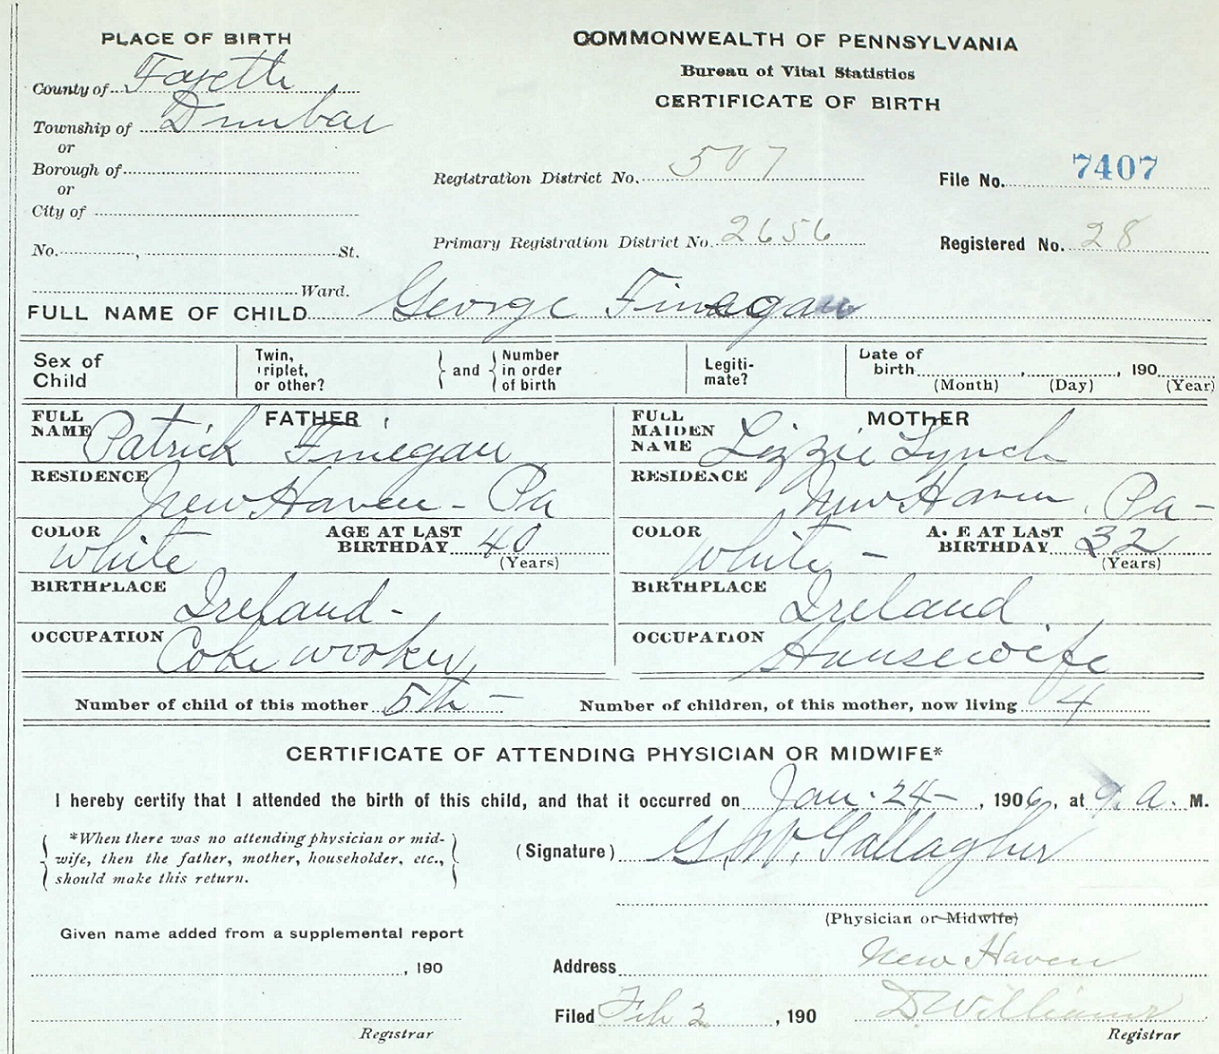 PLACE OF BIRTH
COMMONWEALTH OF PENNSYLVANIA
Bureau of Vital Statistics
CERTIFICATE OF BIRTH
County of Fayette
Township of Dunbar
or
Borough of
or
City of
No. , St.
Ward.
Registration District No. 507
File No. 7407
Primary Registration District No. 2656
Registered No. 28
FULL NAME OF CHILD George Finegan
Sex of Child
Twin, Triplet, or other?
and
Number in order of birth
Legiti-mate?
Date of birth , , 190
(Month) (Day) (Year)
FATHER
FULL NAME Patrick Finegan
RESIDENCE New Haven - Pa
COLOR White
AGE AT LAST BIRTHDAY 40
(Years)
BIRTHPLACE Ireland -
OCCUPATION Coke worker
MOTHER
FULL MAIDEN NAME Lizzie Lynch
RESIDENCE New Haven. Pa -
COLOR White -
A. E AT LAST BIRTHDAY 32
(Years)
BIRTHPLACE Ireland
OCCUPATION Housewife
Number of child of this mother 5th -
Number of children, of this mother, now living 4
CERTIFICATE OF ATTENDING PHYSICIAN OR MIDWIFE*
I hereby certify that I attended the birth of this child, and that it occurred on Jan. 24 - , 1906, at 9. a. M.
*When there was no attending physician or mid-
wife, then the father, mother, householder, etc.,
should make this return.
(Signature) G. W. Gallagher
(Physician or Midwife)
Given name added from a supplemental report
, 190
Registrar
Address New Haven
Filed Feb 2 , 190 D Williams
Registrar